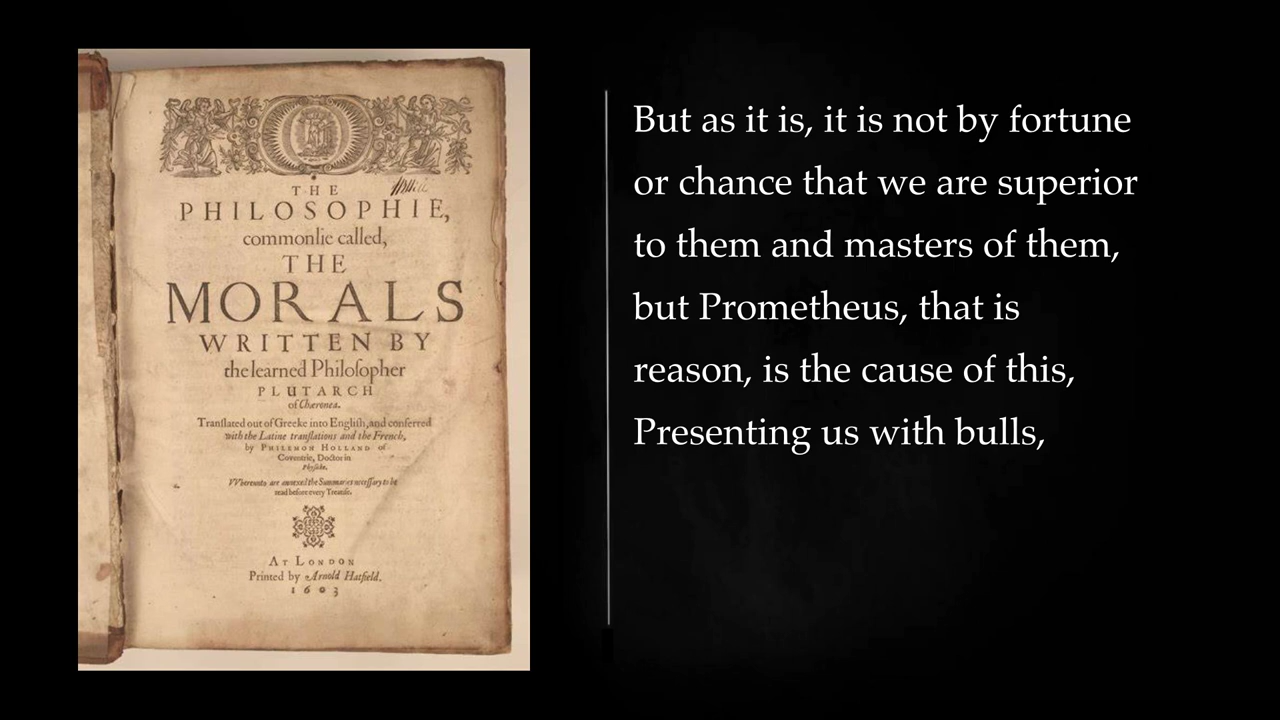 THE
PHILOSOPHIE,
commonlie called,
THE
MORALS
WRITTEN BY
the learned Philosopher
PLUTARCH
of Chæronea.
Translated out of Greeke into English, and conferred
with the Latine translations and the French,
by PHILEMON HOLLAND of
Coventrie, Doctor in
Physicke.
VVhereunto are annexed the Summaries necessary to be
read before every Treatise.
AT LONDON
Printed by Arnold Hatfield.
1603
But as it is, it is not by fortune
or chance that we are superior
to them and masters of them,
but Prometheus, that is
reason, is the cause of this,
Presenting us with bulls,